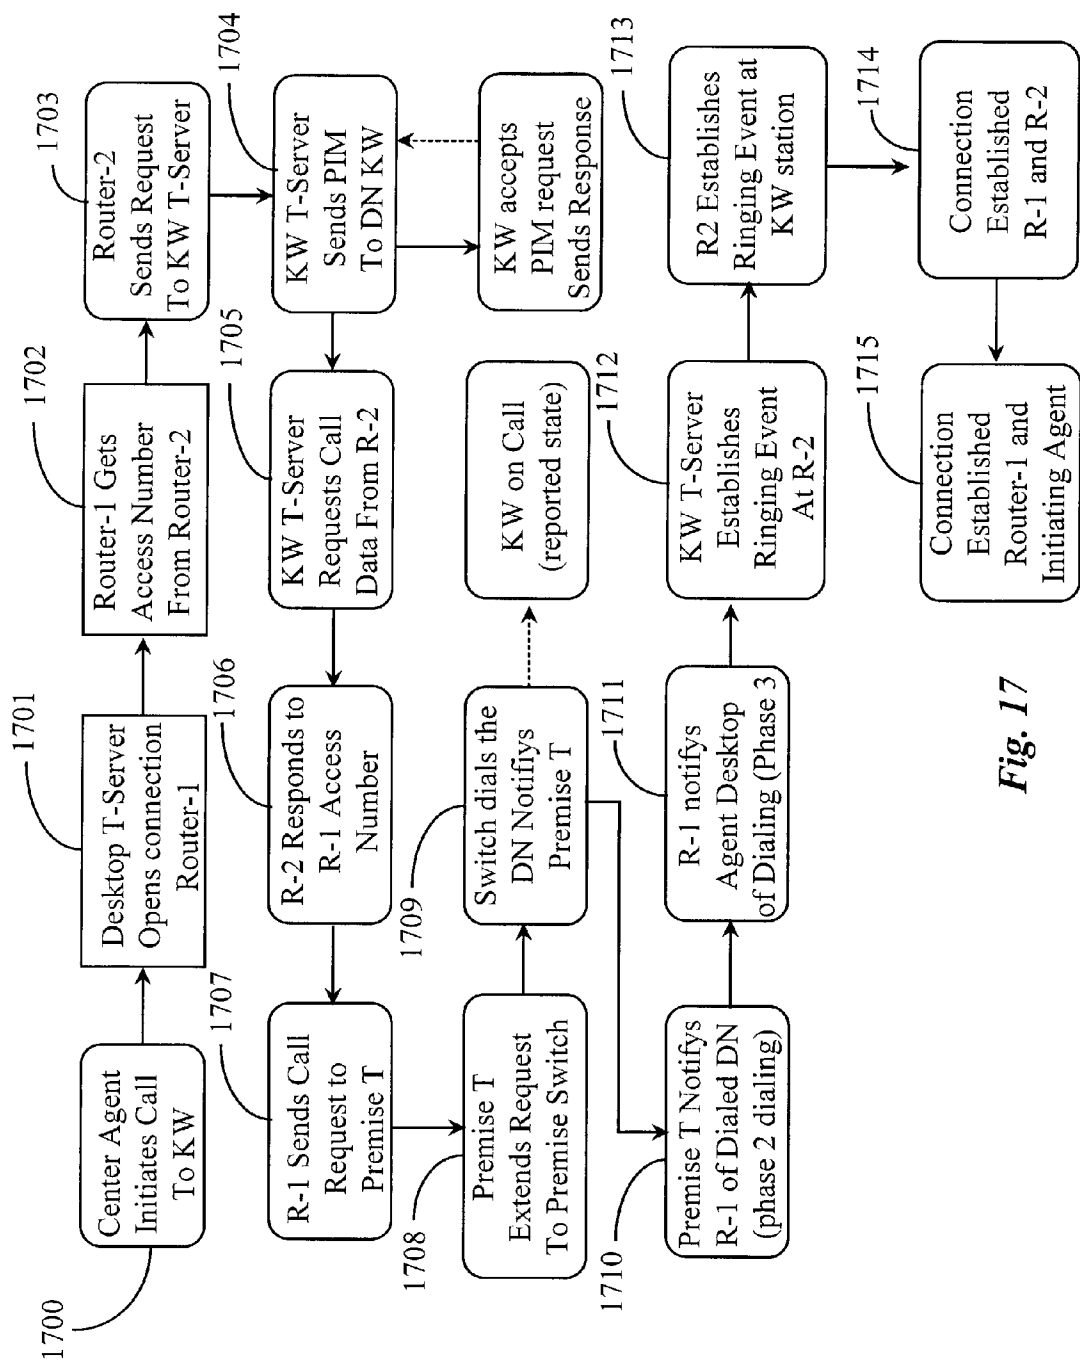 1700
Center Agent
Initiates Call
To KW
1701
Desktop T-Server
Opens connection
Router-1
1702
Router-1 Gets
Access Number
From Router-2
1703
Router-2
Sends Request
To KW T-Server
1704
KW T-Server
Sends PIM
To DN KW
KW accepts
PIM request
Sends Response
1705
KW T-Server
Requests Call
Data From R-2
1706
R-2 Responds to
R-1 Access
Number
1707
R-1 Sends Call
Request to
Premise T
1708
Premise T
Extends Request
To Premise Switch
1709
Switch dials the
DN Notifiys
Premise T
KW on Call
(reported state)
1710
Premise T Notifys
R-1 of Dialed DN
(phase 2 dialing)
1711
R-1 notifys
Agent Desktop
of Dialing (Phase 3
1712
KW T-Server
Establishes
Ringing Event
At R-2
1713
R2 Establishes
Ringing Event at
KW station
1714
Connection
Established
R-1 and R-2
1715
Connection
Established
Router-1 and
Initiating Agent
Fig. 17